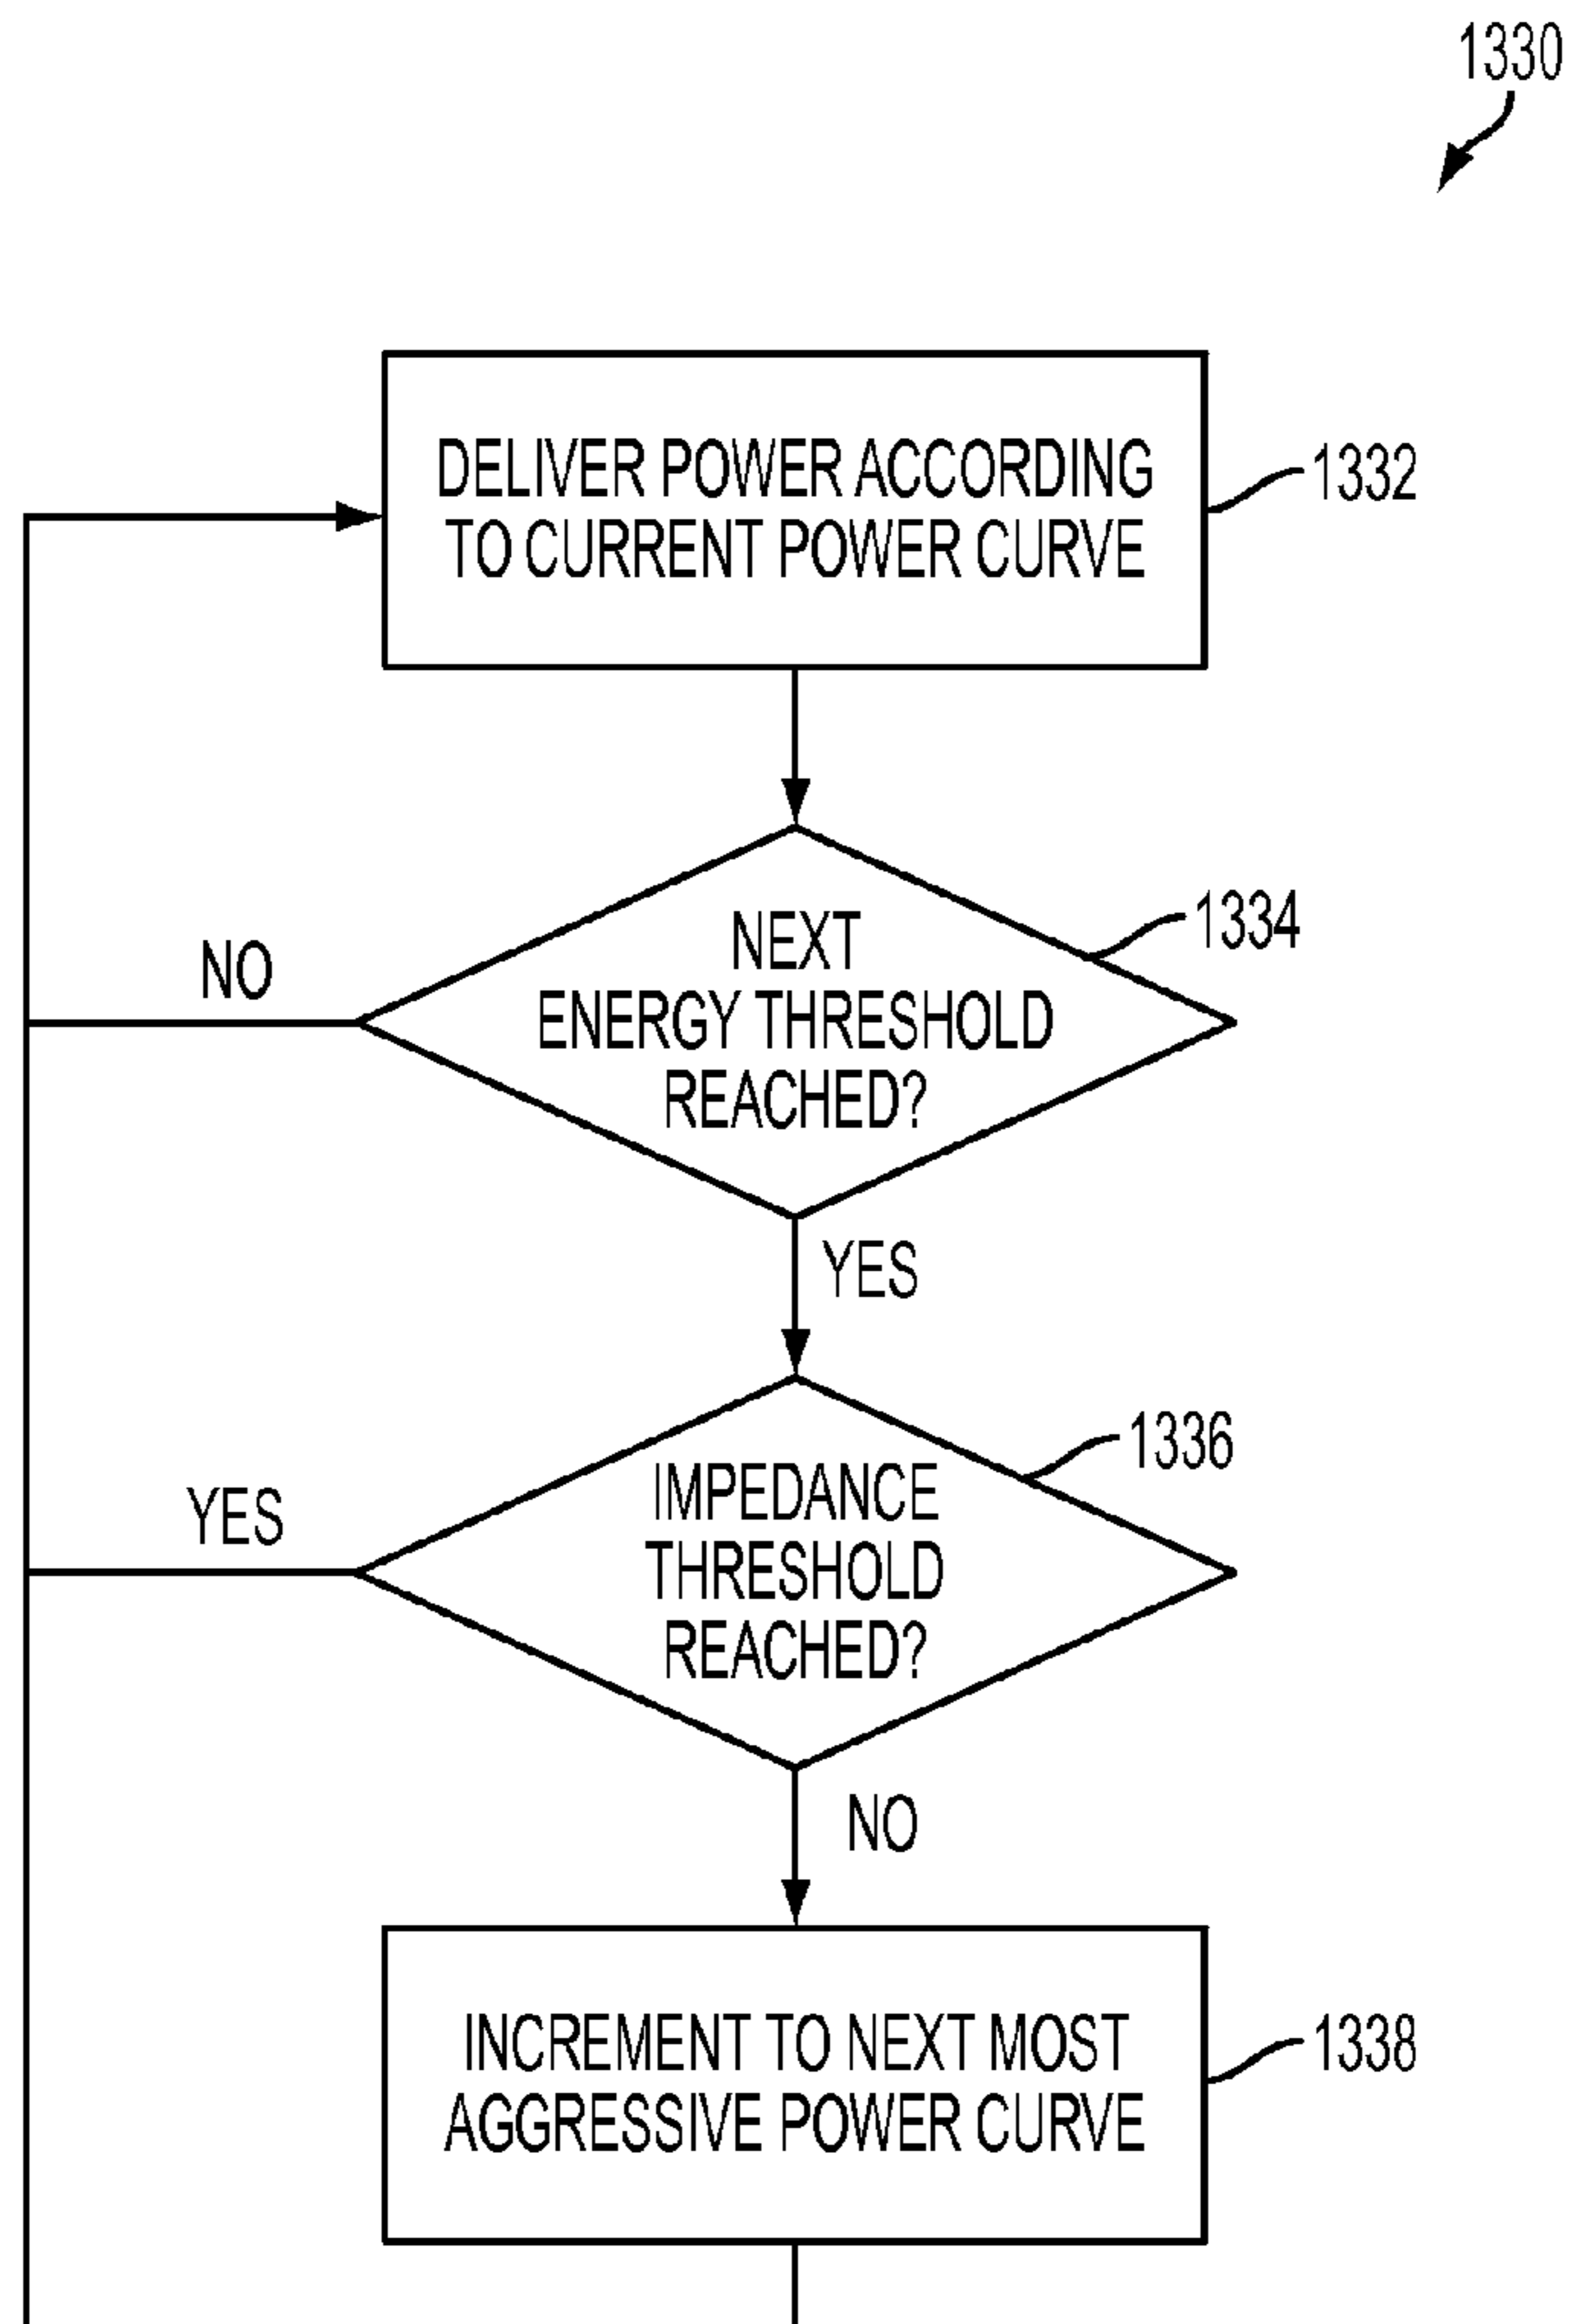 1330
DELIVER POWER ACCORDING
TO CURRENT POWER CURVE
1332
NEXT
ENERGY THRESHOLD
REACHED?
1334
NO
YES
IMPEDANCE
THRESHOLD
REACHED?
1336
YES
NO
INCREMENT TO NEXT MOST
AGGRESSIVE POWER CURVE
1338